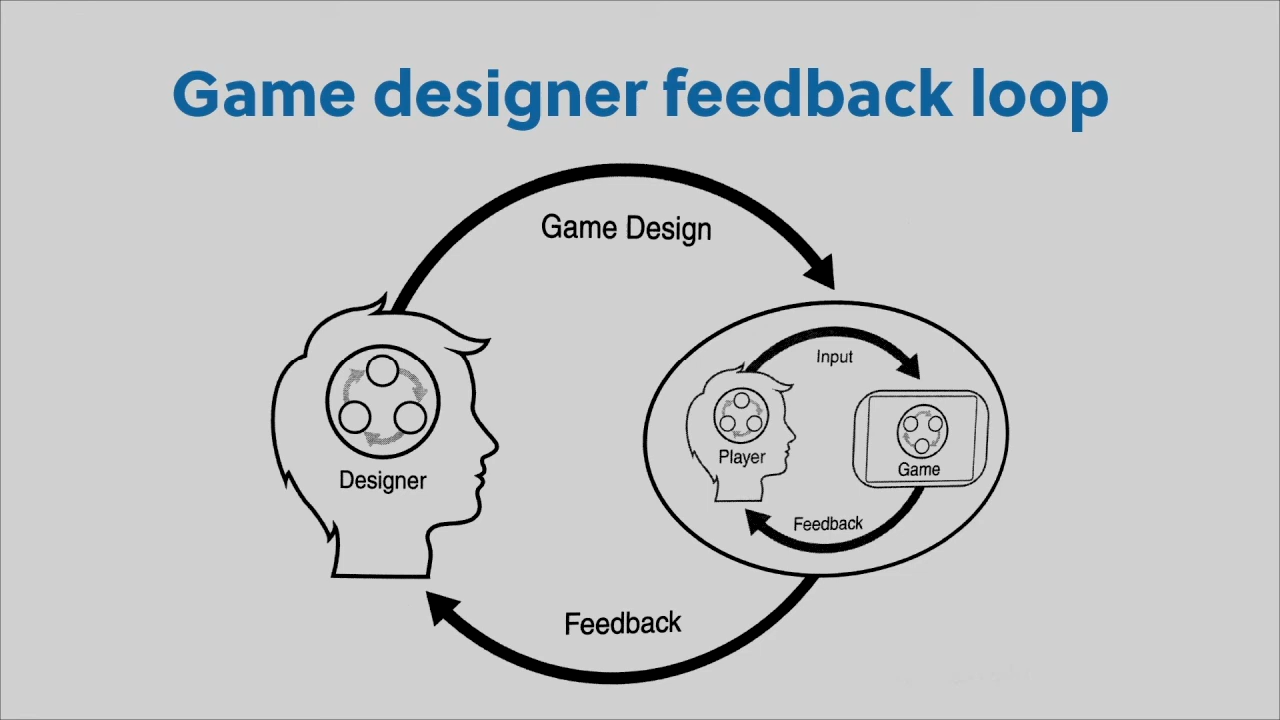 Game designer feedback loop
Game Design
Input
Player
Game
Designer
Feedback
Feedback